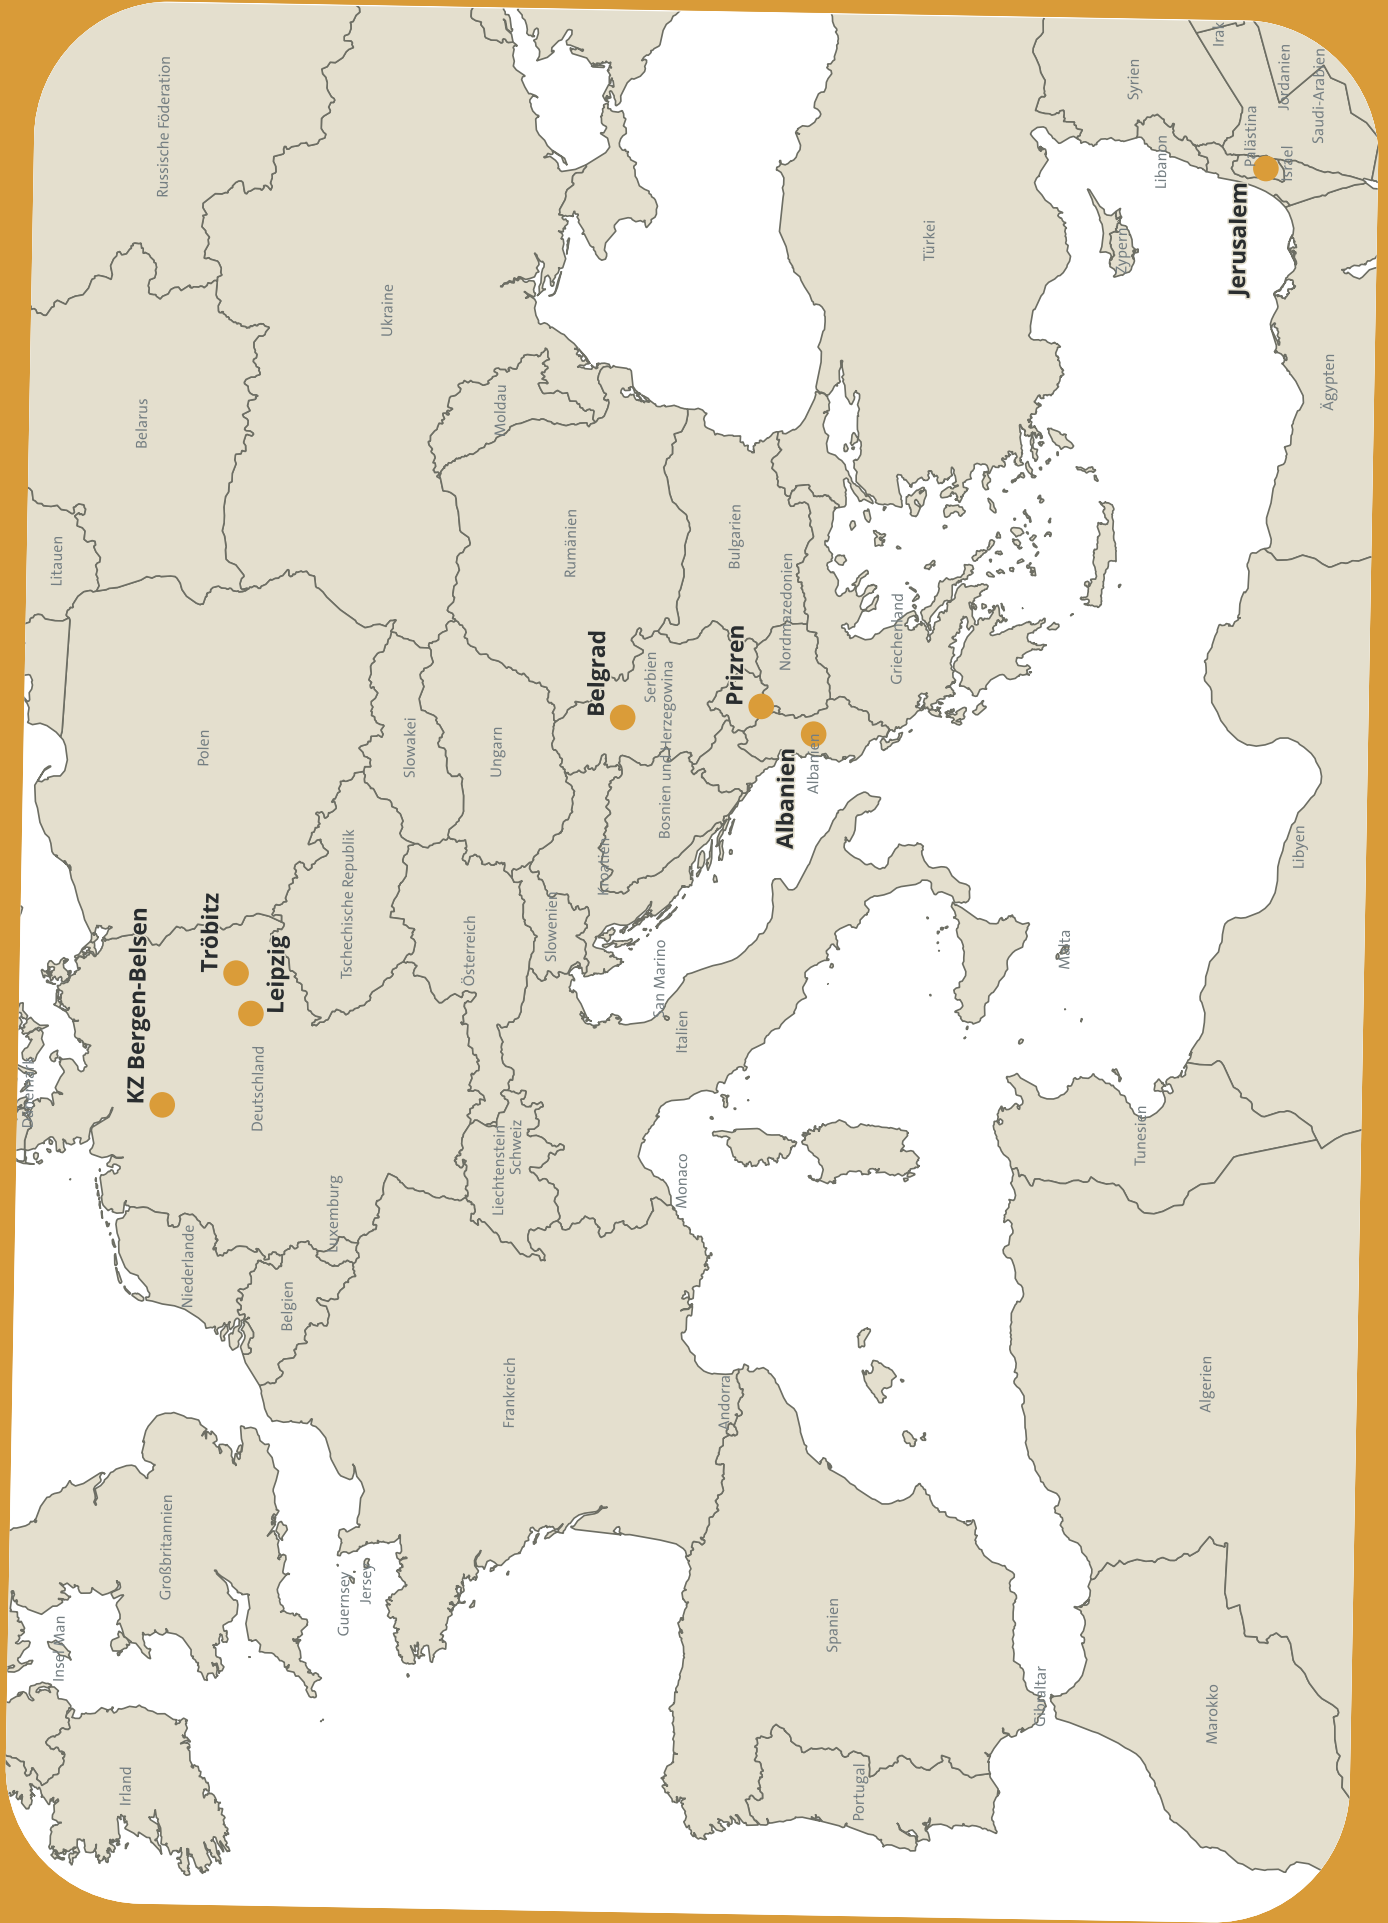 Russische Föderation
Belarus
Litauen
Ukraine
Moldau
Rumänien
Bulgarien
Türkei
Syrien
Irak
Jordanien
Saudi-Arabien
Palästina
Israel
Libanon
Zypern
Jerusalem
Ägypten
Polen
Slowakei
Ungarn
Belgrad
Serbien
Bosnien und Herzegowina
Prizren
Nordmazedonien
Griechenland
Albanien
Albanien
Libyen
Tschechische Republik
Österreich
Slowenien
Kroatien
San Marino
Italien
Malta
KZ Bergen-Belsen
Tröbitz
Leipzig
Dänemark
Deutschland
Liechtenstein
Schweiz
Monaco
Tunesien
Luxemburg
Niederlande
Belgien
Frankreich
Andorra
Algerien
Großbritannien
Insel Man
Guernsey
Jersey
Irland
Spanien
Portugal
Gibraltar
Marokko